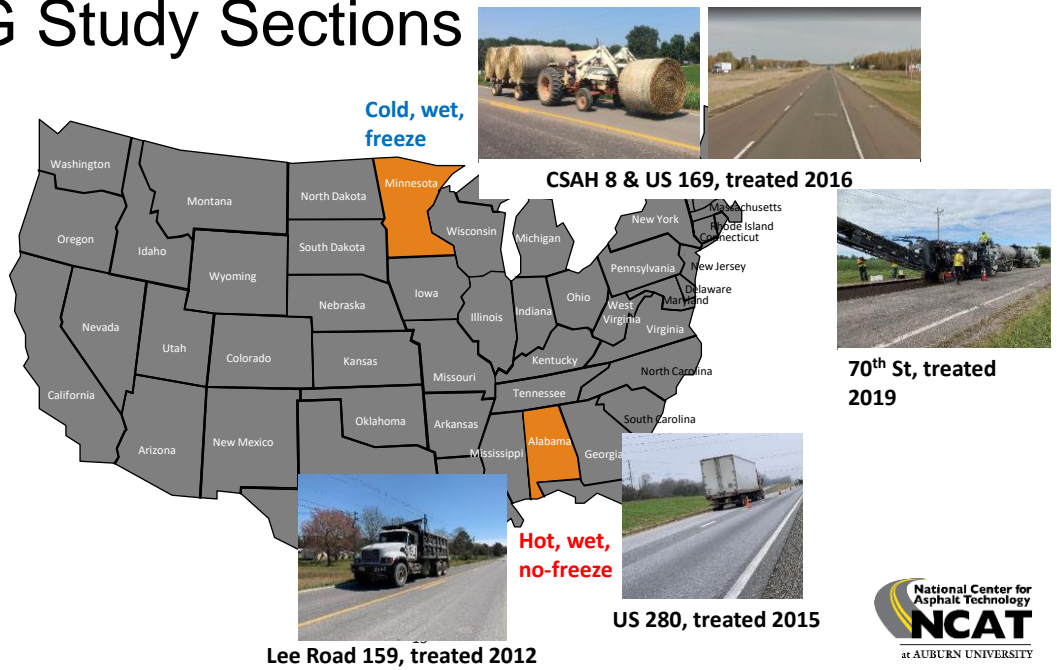 G Study Sections
Cold, wet,
freeze
CSAH 8 & US 169, treated 2016
Washington
Montana
North Dakota
Minnesota
Oregon
Idaho
South Dakota
Wisconsin
Michigan
New York
Massachusetts
Rhode Island
Connecticut
Wyoming
Pennsylvania
New Jersey
Nebraska
Iowa
Ohio
Delaware
Maryland
Nevada
Illinois
Indiana
West
Virginia
Virginia
Utah
Colorado
Kansas
Missouri
Kentucky
North Carolina
California
Tennessee
Oklahoma
Arkansas
South Carolina
Arizona
New Mexico
Mississippi
Alabama
Georgia
70th St, treated
2019
Hot, wet,
no-freeze
US 280, treated 2015
Lee Road 159, treated 2012
National Center for
Asphalt Technology
NCAT
at AUBURN UNIVERSITY